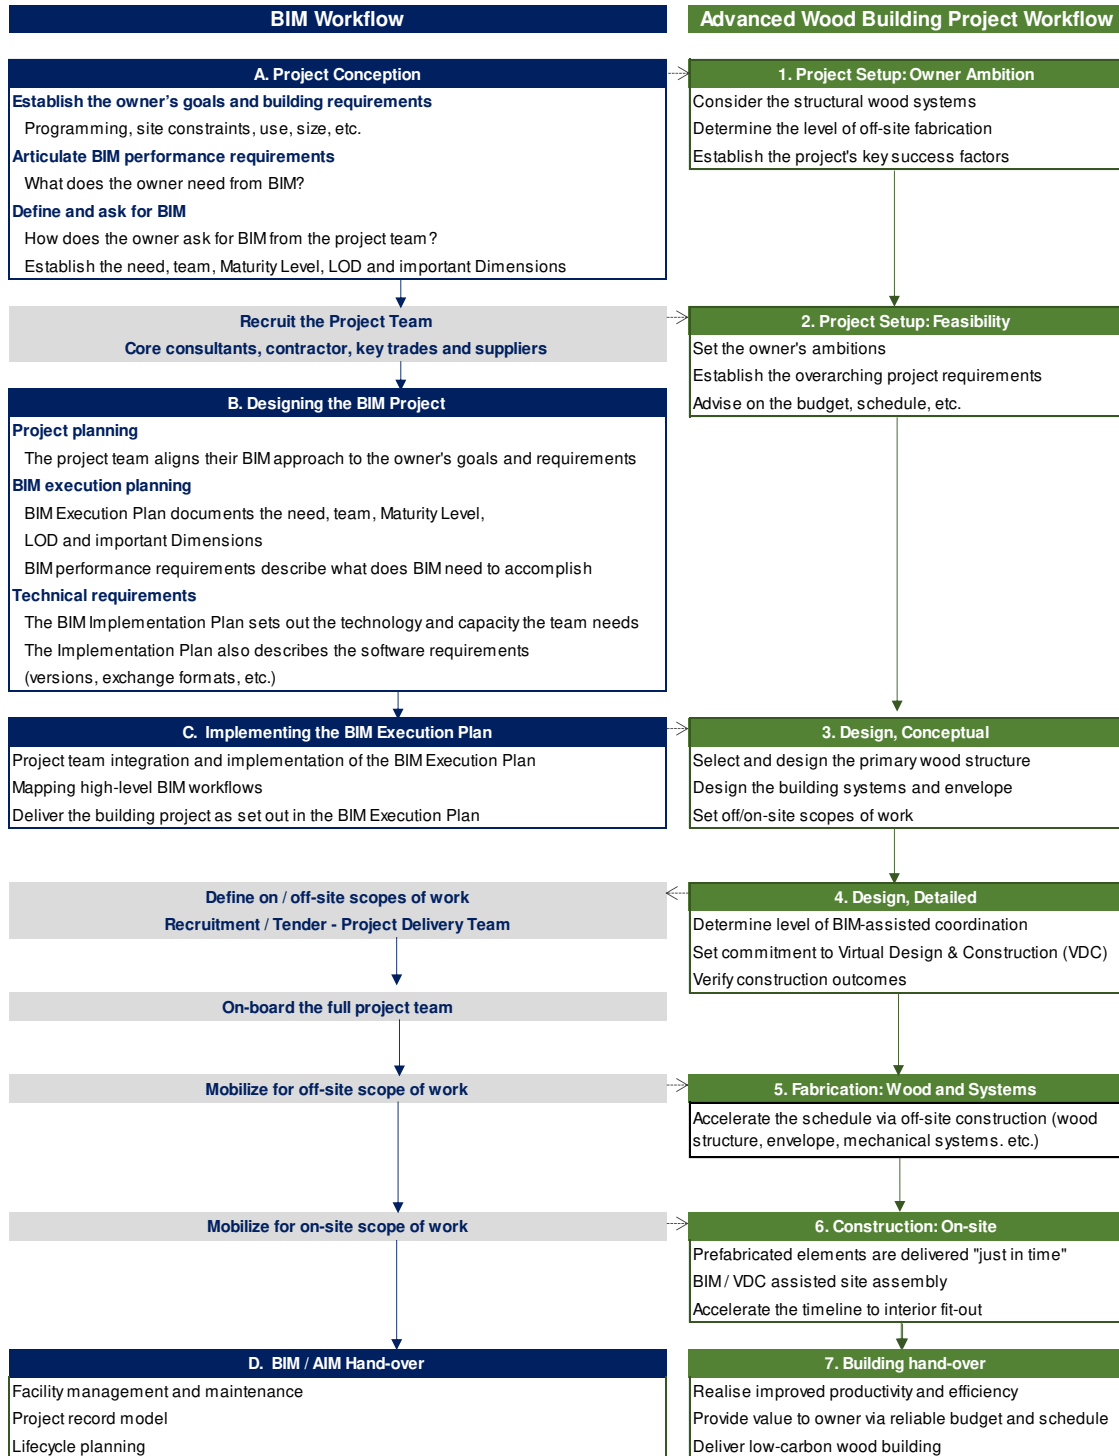 BIM Workflow
Advanced Wood Building Project Workflow
A. Project Conception
Establish the owner's goals and building requirements
Programming, site constraints, use, size, etc.
Articulate BIM performance requirements
What does the owner need from BIM?
Define and ask for BIM
How does the owner ask for BIM from the project team?
Establish the need, team, Maturity Level, LOD and important Dimensions
1. Project Setup: Owner Ambition
Consider the structural wood systems
Determine the level of off-site fabrication
Establish the project's key success factors
Recruit the Project Team
Core consultants, contractor, key trades and suppliers
2. Project Setup: Feasibility
Set the owner's ambitions
Establish the overarching project requirements
Advise on the budget, schedule, etc.
B. Designing the BIM Project
Project planning
The project team aligns their BIM approach to the owner's goals and requirements
BIM execution planning
BIM Execution Plan documents the need, team, Maturity Level,
LOD and important Dimensions
BIM performance requirements describe what does BIM need to accomplish
Technical requirements
The BIM Implementation Plan sets out the technology and capacity the team needs
The Implementation Plan also describes the software requirements
(versions, exchange formats, etc.)
C. Implementing the BIM Execution Plan
Project team integration and implementation of the BIM Execution Plan
Mapping high-level BIM workflows
Deliver the building project as set out in the BIM Execution Plan
3. Design, Conceptual
Select and design the primary wood structure
Design the building systems and envelope
Set off/on-site scopes of work
Define on / off-site scopes of work
Recruitment / Tender - Project Delivery Team
4. Design, Detailed
Determine level of BIM-assisted coordination
Set commitment to Virtual Design & Construction (VDC)
Verify construction outcomes
On-board the full project team
Mobilize for off-site scope of work
5. Fabrication: Wood and Systems
Accelerate the schedule via off-site construction (wood
structure, envelope, mechanical systems. etc.)
Mobilize for on-site scope of work
6. Construction: On-site
Prefabricated elements are delivered "just in time"
BIM / VDC assisted site assembly
Accelerate the timeline to interior fit-out
D. BIM / AIM Hand-over
Facility management and maintenance
Project record model
Lifecycle planning
7. Building hand-over
Realise improved productivity and efficiency
Provide value to owner via reliable budget and schedule
Deliver low-carbon wood building